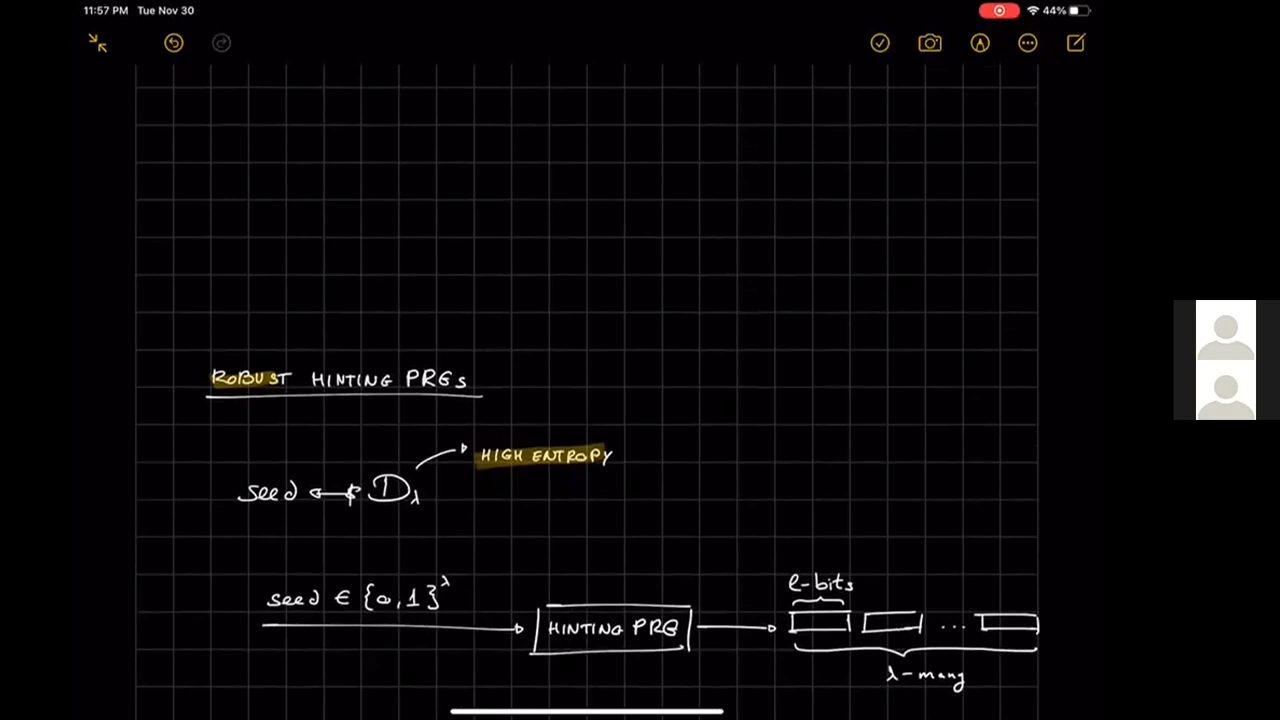 11:57 PM Tue Nov 30 44%
ROBUST HINTING PRGs
HIGH ENTROPY
seed ←$ D_λ
seed ∈ {0,1}^λ
HINTING PRG
ℓ-bits
...
λ-many